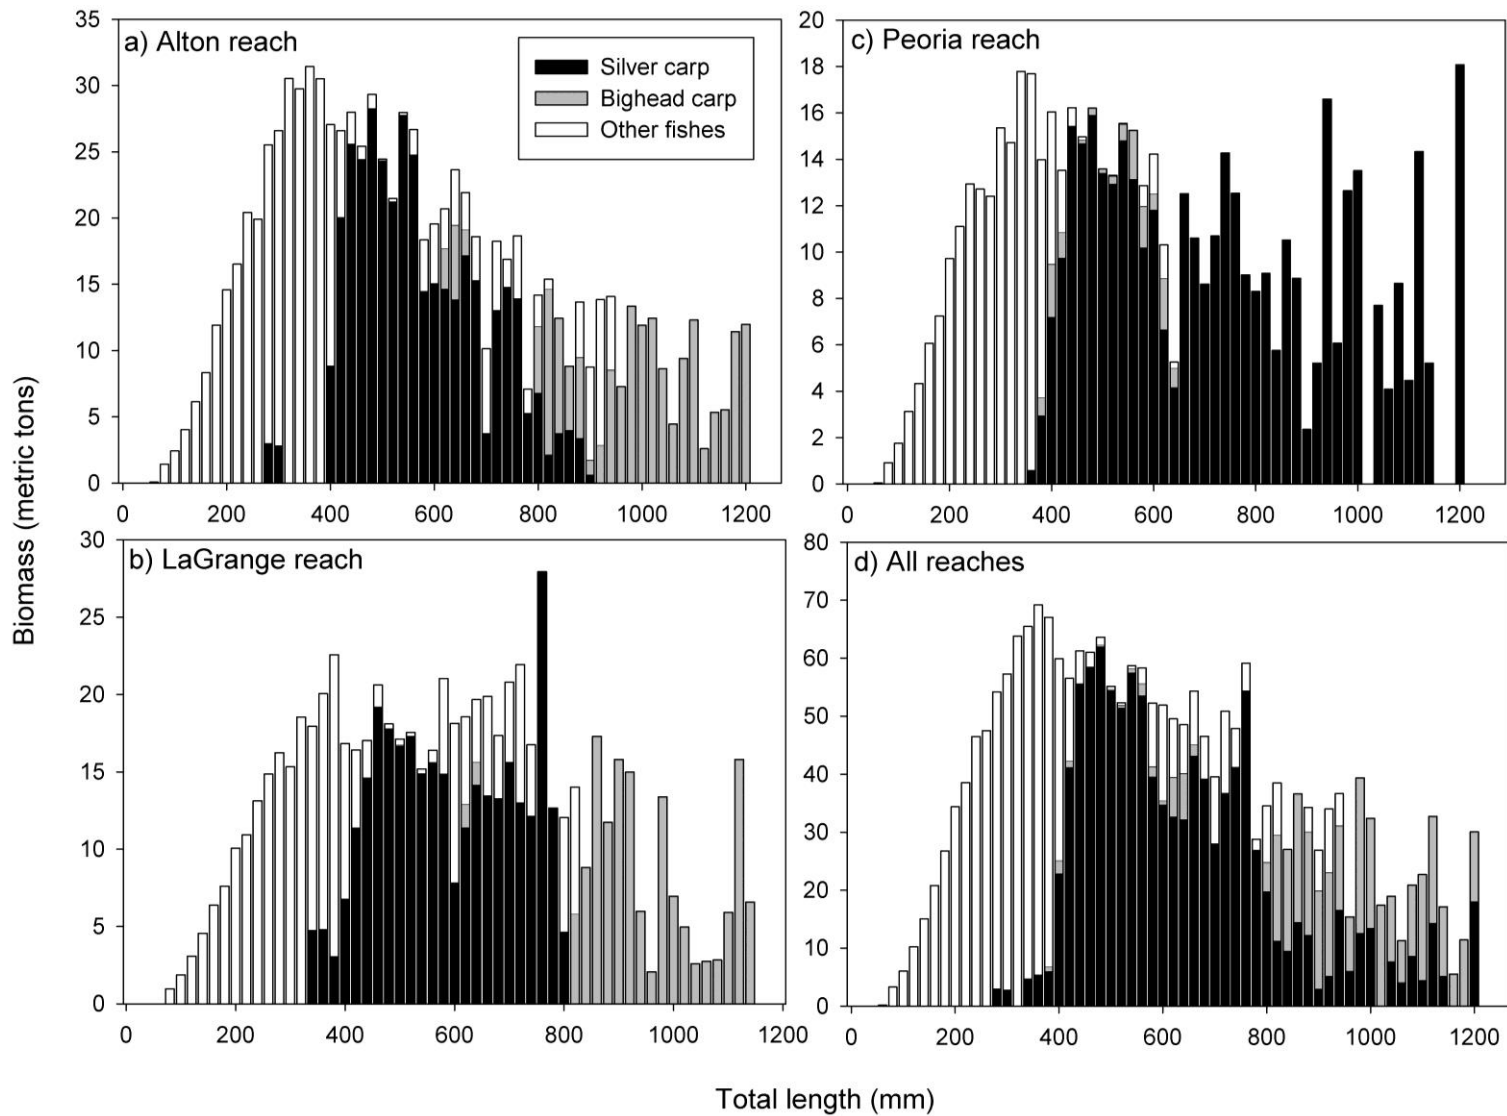 a) Alton reach
Silver carp
Bighead carp
Other fishes
35
30
25
20
15
10
5
0
0 200 400 600 800 1000 1200
c) Peoria reach
20
18
16
14
12
10
8
6
4
2
0
0 200 400 600 800 1000 1200
b) LaGrange reach
30
25
20
15
10
5
0
0 200 400 600 800 1000 1200
d) All reaches
80
70
60
50
40
30
20
10
0
0 200 400 600 800 1000 1200
Biomass (metric tons)
Total length (mm)